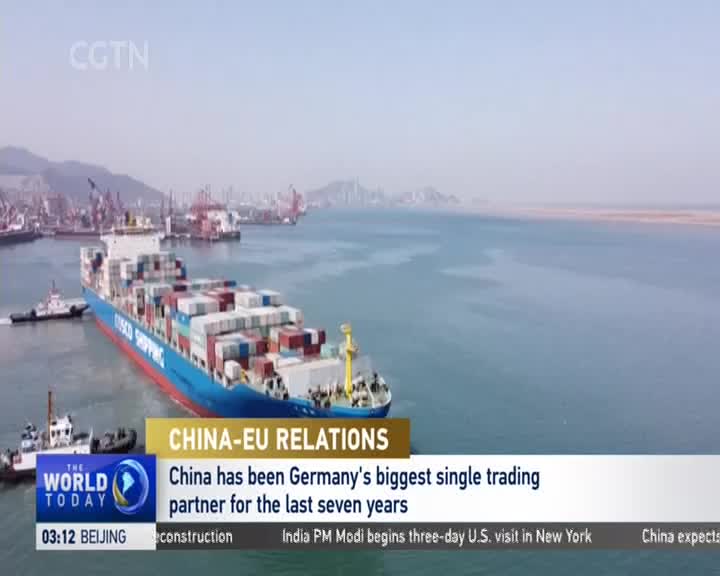 CGTN
COSCO SHIPPING
CHINA-EU RELATIONS
China has been Germany's biggest single trading
partner for the last seven years
THE
WORLD
TODAY
03:12 BEIJING
econstruction India PM Modi begins three-day U.S. visit in New York China expects